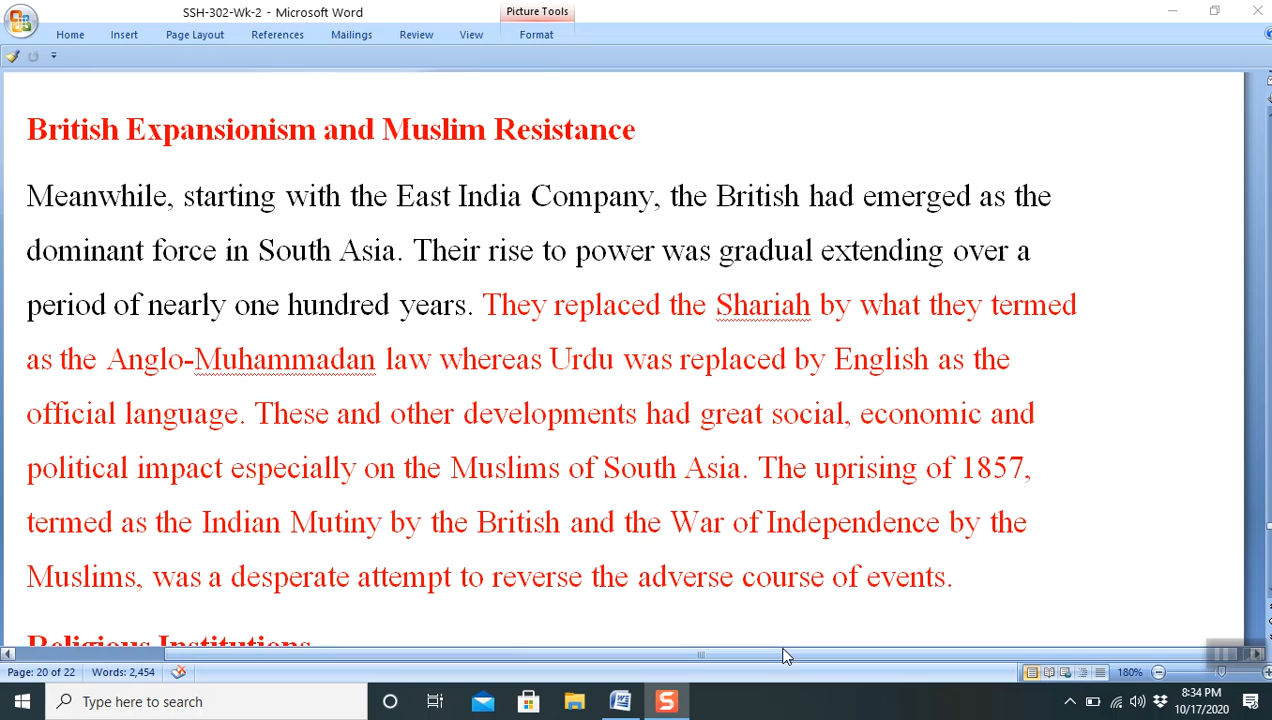 SSH-302-Wk-2 - Microsoft Word
Picture Tools
Home Insert Page Layout References Mailings Review View Format
British Expansionism and Muslim Resistance
Meanwhile, starting with the East India Company, the British had emerged as the
dominant force in South Asia. Their rise to power was gradual extending over a
period of nearly one hundred years. They replaced the Shariah by what they termed
as the Anglo-Muhammadan law whereas Urdu was replaced by English as the
official language. These and other developments had great social, economic and
political impact especially on the Muslims of South Asia. The uprising of 1857,
termed as the Indian Mutiny by the British and the War of Independence by the
Muslims, was a desperate attempt to reverse the adverse course of events.
Religious Institutions
Page: 20 of 22 Words: 2,454 180%
Type here to search
8:34 PM
10/17/2020